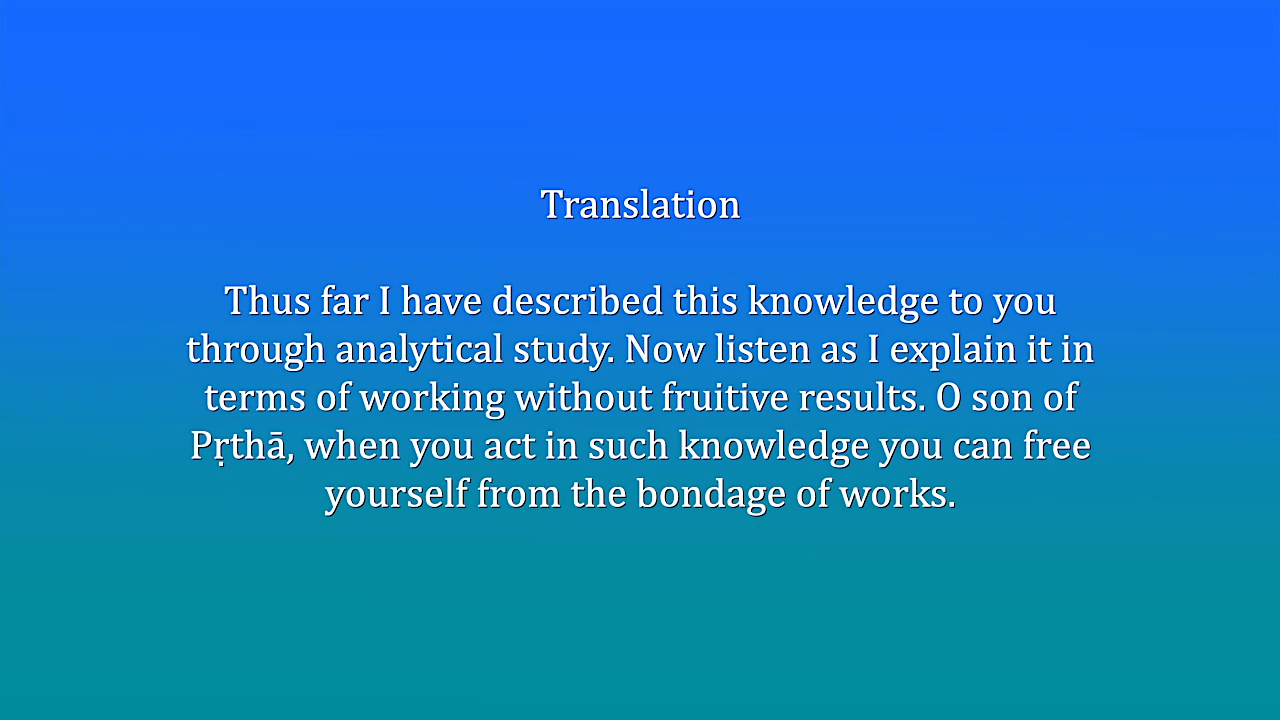 Translation
Thus far I have described this knowledge to you
through analytical study. Now listen as I explain it in
terms of working without fruitive results. O son of
Pṛthā, when you act in such knowledge you can free
yourself from the bondage of works.